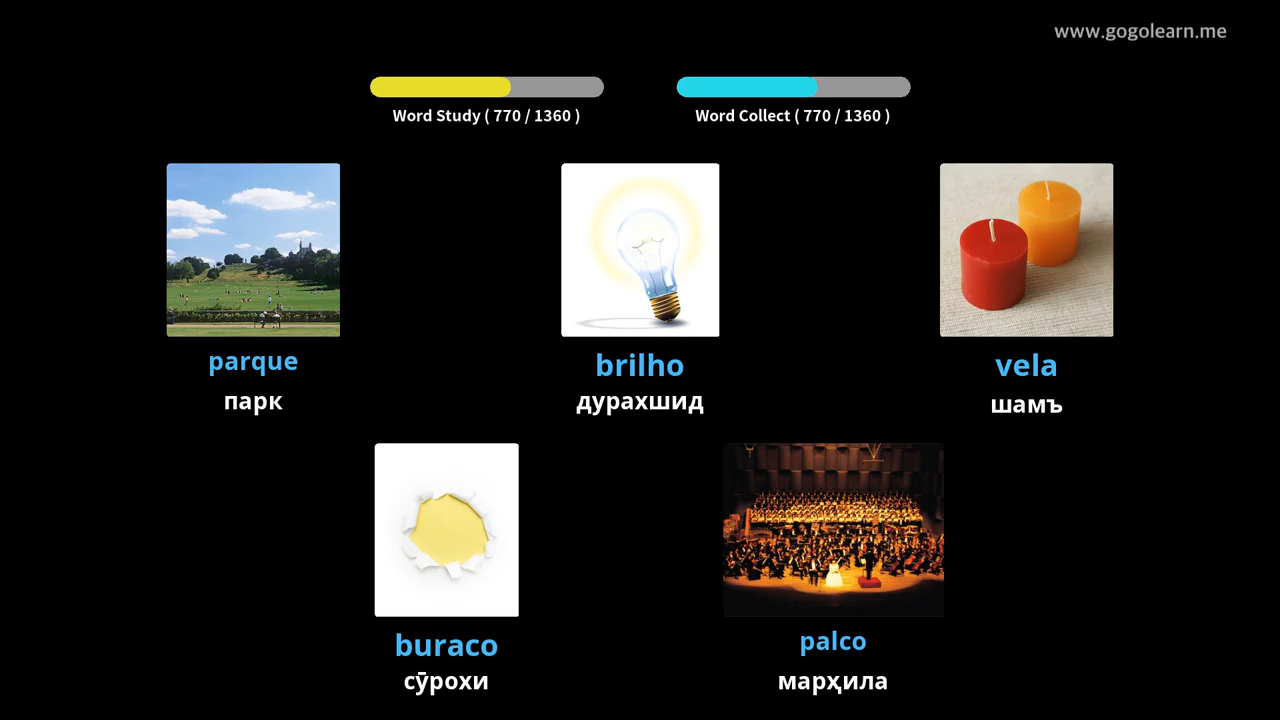 www.gogolearn.me
Word Study ( 770 / 1360 )
Word Collect ( 770 / 1360 )
parque
парк
brilho
дурахшид
vela
шамъ
buraco
сӯрохи
palco
марҳила